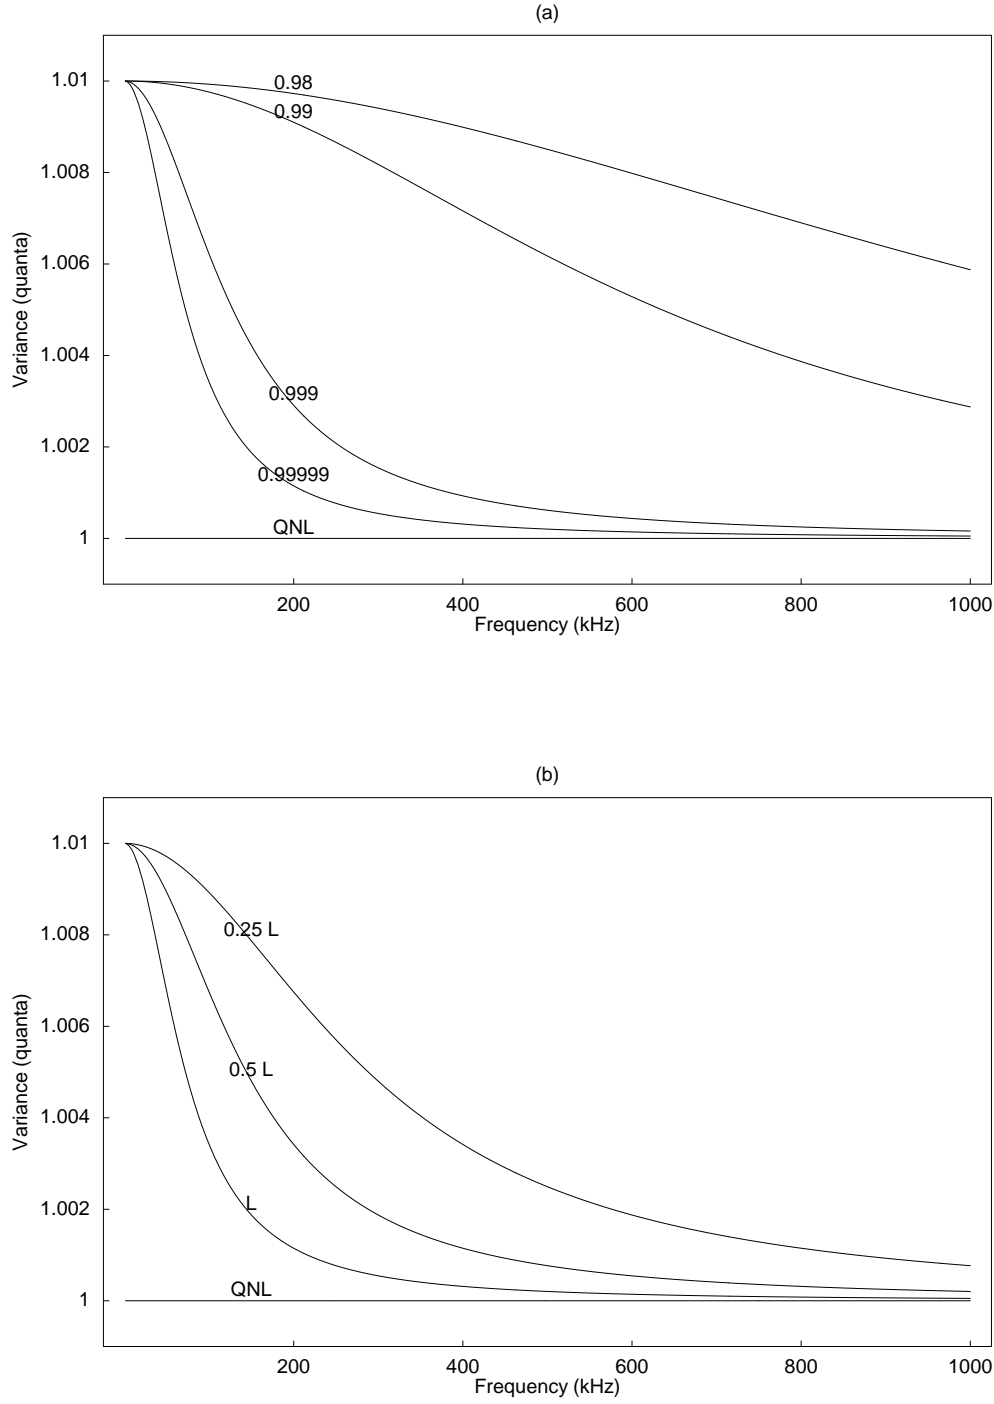 (a)
1.01
1.008
1.006
1.004
1.002
1
Variance (quanta)
0.98
0.99
0.999
0.99999
QNL
200
400
600
800
1000
Frequency (kHz)
(b)
1.01
1.008
1.006
1.004
1.002
1
Variance (quanta)
0.25 L
0.5 L
L
QNL
200
400
600
800
1000
Frequency (kHz)